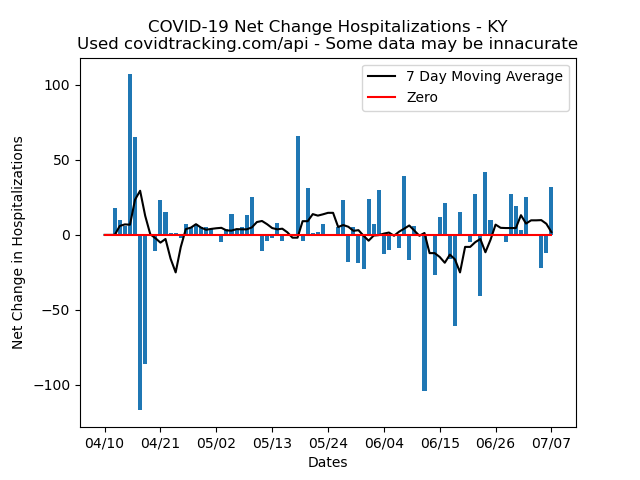 COVID-19 Net Change Hospitalizations - KY
Used covidtracking.com/api - Some data may be innacurate
7 Day Moving Average
Zero
Net Change in Hospitalizations
100
50
0
−50
−100
04/10 04/21 05/02 05/13 05/24 06/04 06/15 06/26 07/07
Dates